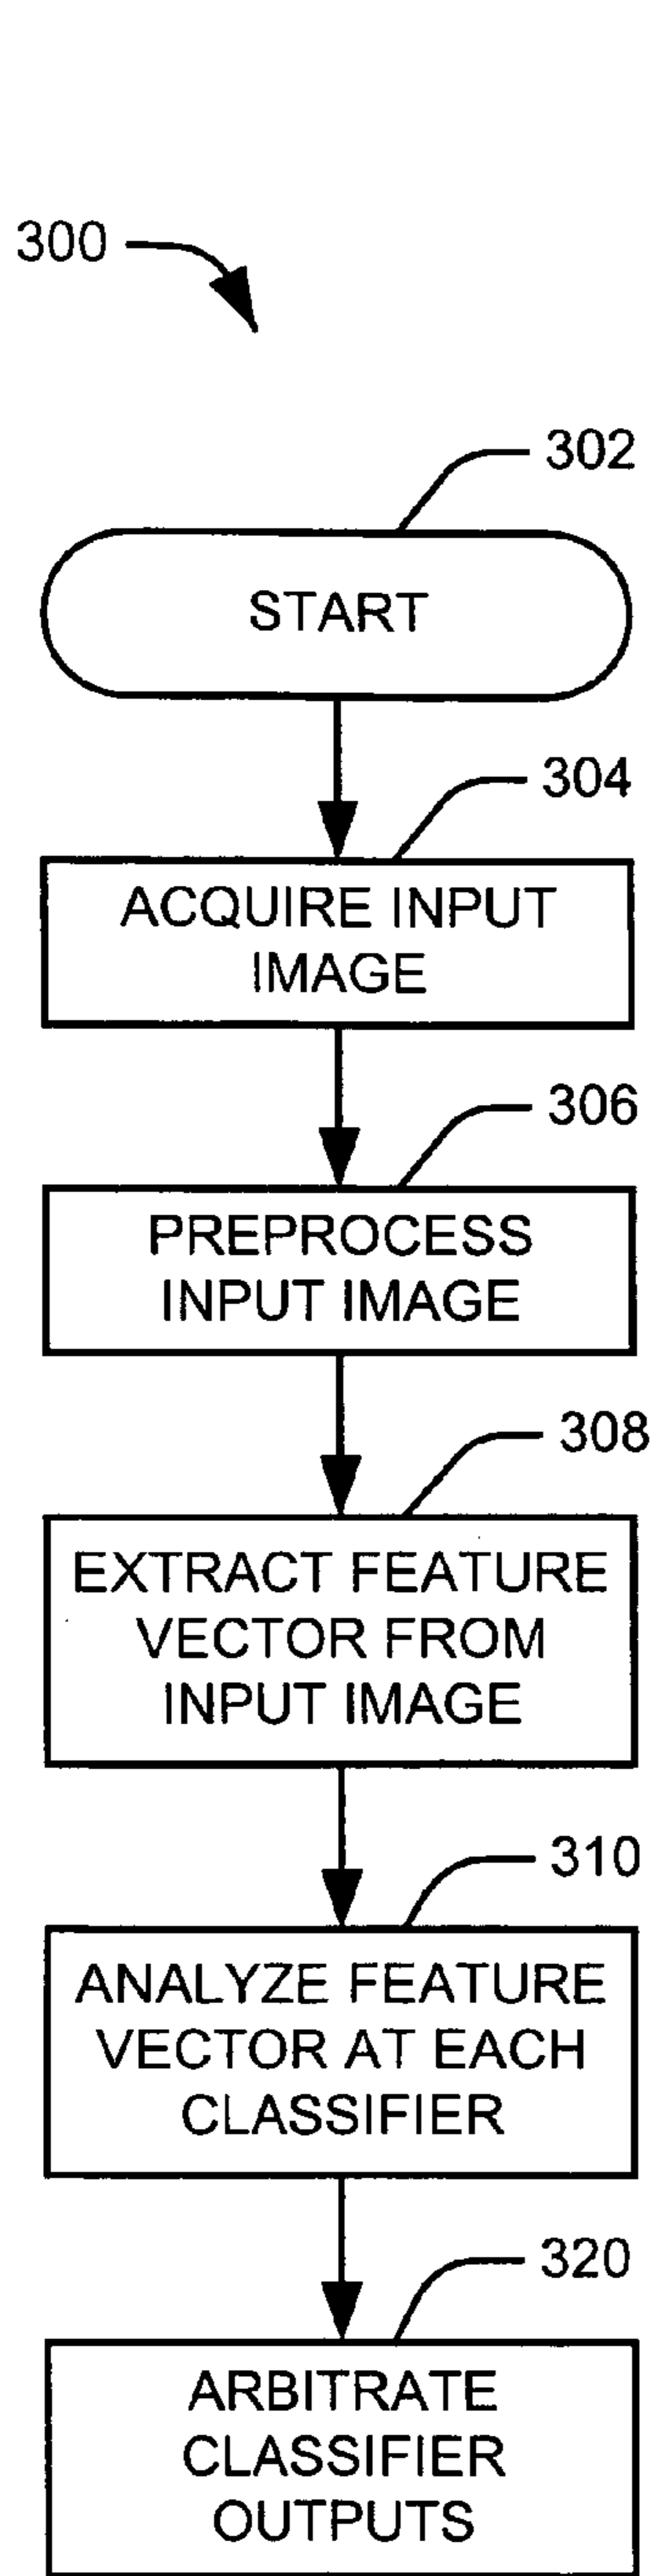 300
302
START
304
ACQUIRE INPUT
IMAGE
306
PREPROCESS
INPUT IMAGE
308
EXTRACT FEATURE
VECTOR FROM
INPUT IMAGE
310
ANALYZE FEATURE
VECTOR AT EACH
CLASSIFIER
320
ARBITRATE
CLASSIFIER
OUTPUTS